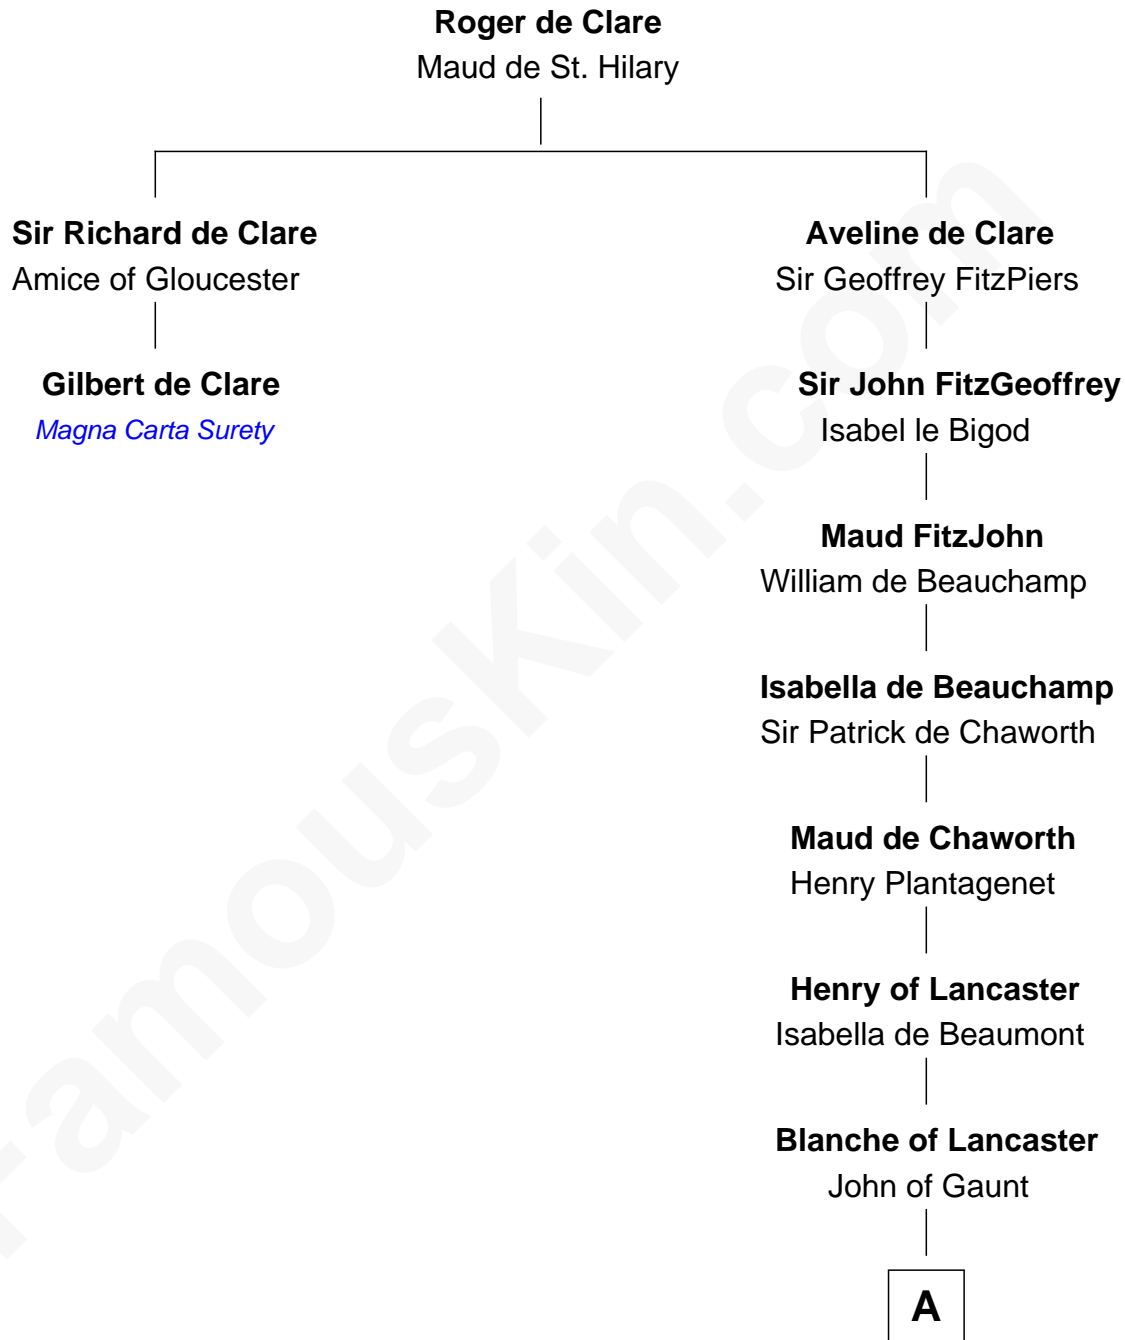 Roger de Clare
Maud de St. Hilary
Sir Richard de Clare
Amice of Gloucester
Gilbert de Clare
Magna Carta Surety
Aveline de Clare
Sir Geoffrey FitzPiers
Sir John FitzGeoffrey
Isabel le Bigod
Maud FitzJohn
William de Beauchamp
Isabella de Beauchamp
Sir Patrick de Chaworth
Maud de Chaworth
Henry Plantagenet
Henry of Lancaster
Isabella de Beaumont
Blanche of Lancaster
John of Gaunt
A
FamousKin.com